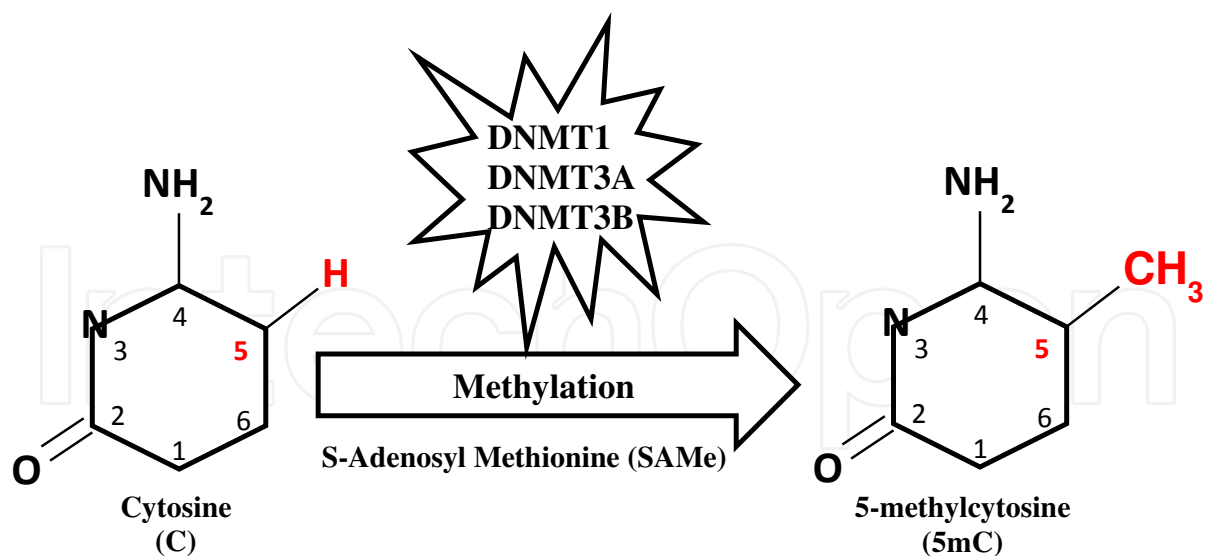 DNMT1
DNMT3A
DNMT3B
NH₂
H
N
3
4
5
2
6
1
O
Cytosine
(C)
Methylation
S-Adenosyl Methionine (SAMe)
NH₂
CH₃
N
3
4
5
2
6
1
O
5-methylcytosine
(5mC)
IntechOpen